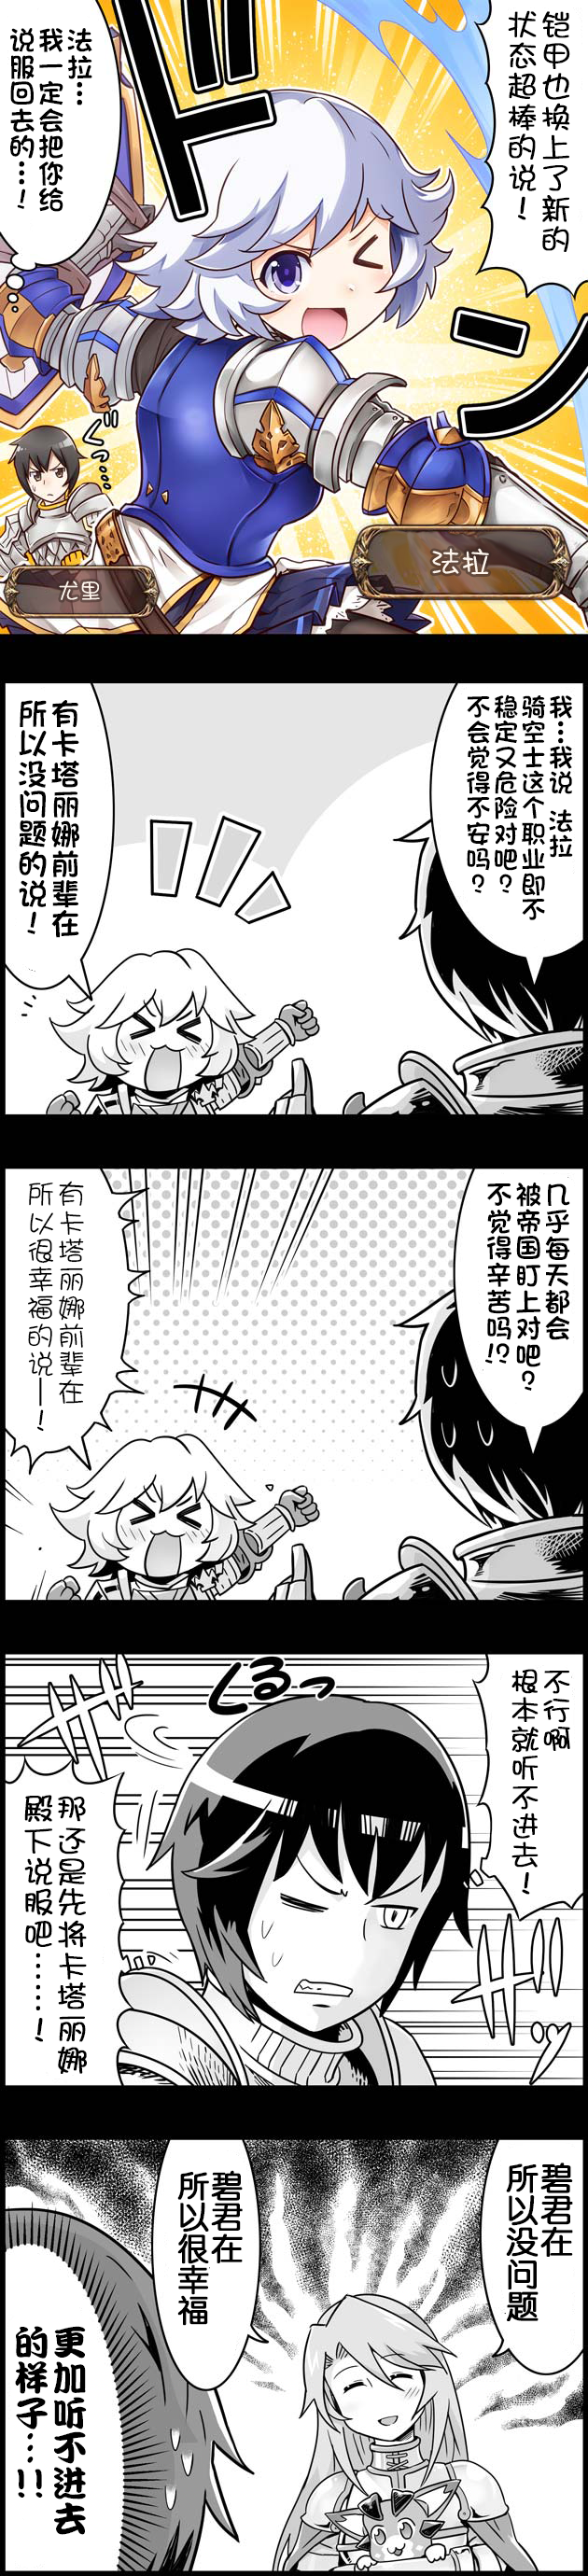 铠甲也换上了新的
状态超棒的说！
ドーン
法拉…
我一定会把你给
说服回去的…！
ぐっ…
法拉
尤里
我…我说 法拉
骑空士这个职业即不
稳定又危险对吧？
不会觉得不安吗？
有卡塔丽娜前辈在
所以没问题的说！
几乎每天都会
被帝国盯上对吧？
不觉得辛苦吗!?
有卡塔丽娜前辈在
所以很幸福的说—！
くるっ
不行啊
根本就听不进去！
那还是先将卡塔丽娜
殿下说服吧……！
碧君在
所以没问题
碧君在
所以很幸福
更加听不进去
的样子…!!